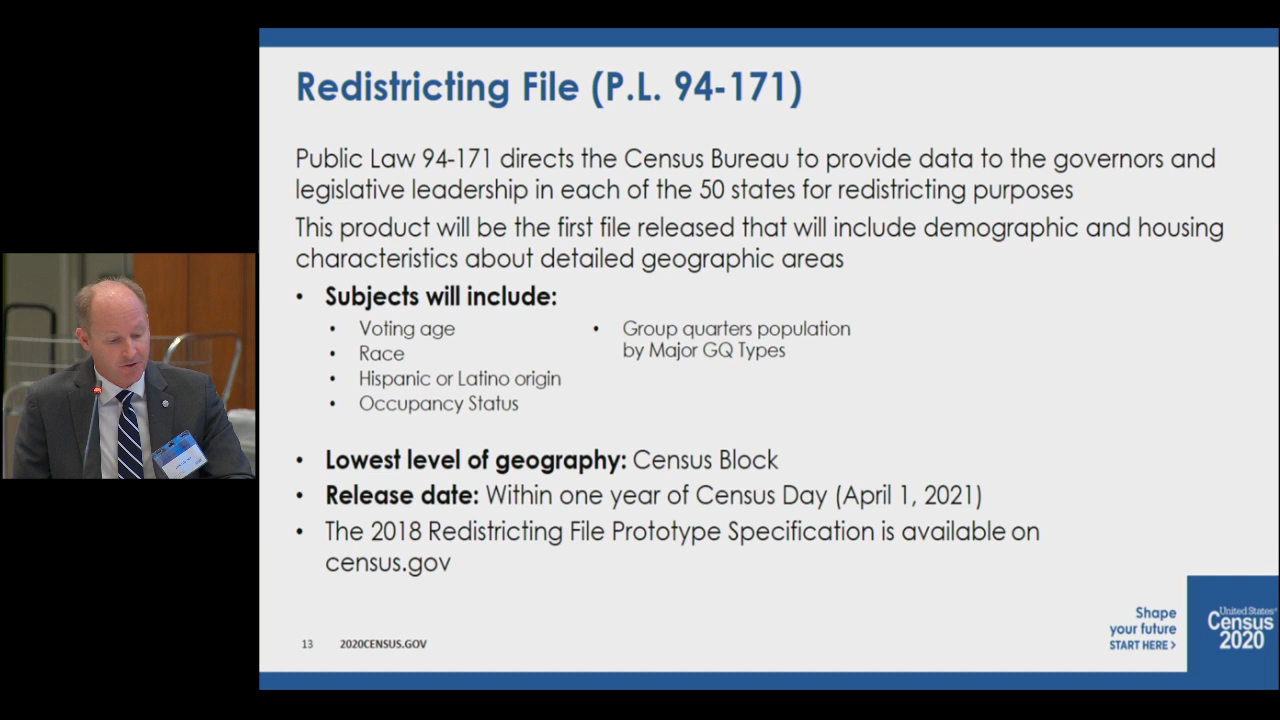 Redistricting File (P.L. 94-171)
Public Law 94-171 directs the Census Bureau to provide data to the governors and
legislative leadership in each of the 50 states for redistricting purposes
This product will be the first file released that will include demographic and housing
characteristics about detailed geographic areas
• Subjects will include:
• Voting age
• Race
• Hispanic or Latino origin
• Occupancy Status
• Group quarters population
by Major GQ Types
• Lowest level of geography: Census Block
• Release date: Within one year of Census Day (April 1, 2021)
• The 2018 Redistricting File Prototype Specification is available on
census.gov
13 2020CENSUS.GOV
Shape
your future
START HERE >
United States®
Census
2020